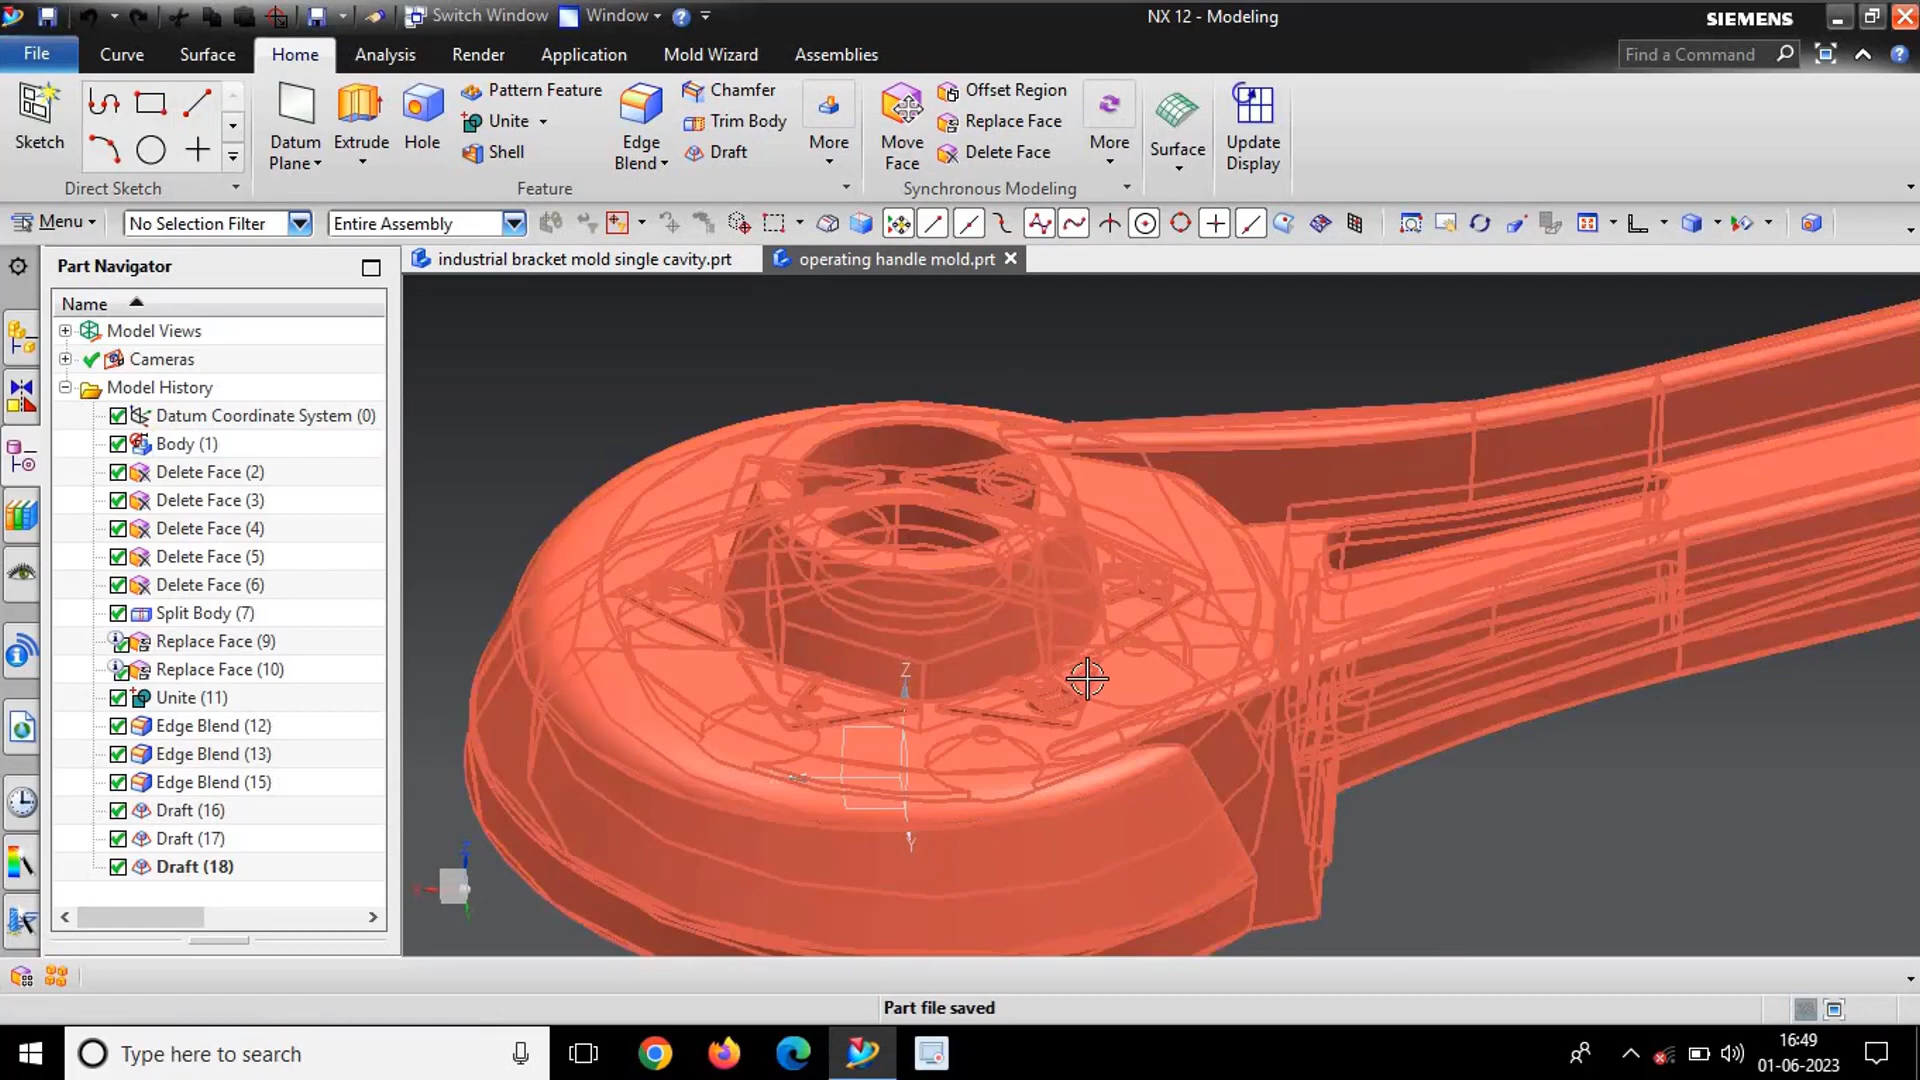 Switch Window
Window
NX 12 - Modeling
SIEMENS
File
Curve
Surface
Home
Analysis
Render
Application
Mold Wizard
Assemblies
Find a Command
Sketch
Datum
Plane
Extrude
Hole
Pattern Feature
Unite
Shell
Edge
Blend
Chamfer
Trim Body
Draft
More
Move
Face
Offset Region
Replace Face
Delete Face
More
Surface
Update
Display
Direct Sketch
Feature
Synchronous Modeling
Menu
No Selection Filter
Entire Assembly
Part Navigator
industrial bracket mold single cavity.prt
operating handle mold.prt
Name
Model Views
Cameras
Model History
Datum Coordinate System (0)
Body (1)
Delete Face (2)
Delete Face (3)
Delete Face (4)
Delete Face (5)
Delete Face (6)
Split Body (7)
Replace Face (9)
Replace Face (10)
Unite (11)
Edge Blend (12)
Edge Blend (13)
Edge Blend (15)
Draft (16)
Draft (17)
Draft (18)
Z
Y
Part file saved
Type here to search
16:49
01-06-2023